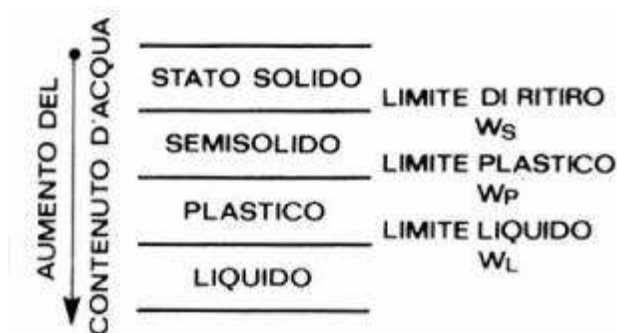 AUMENTO DEL
CONTENUTO D'ACQUA
STATO SOLIDO
LIMITE DI RITIRO
WS
SEMISOLIDO
LIMITE PLASTICO
WP
PLASTICO
LIMITE LIQUIDO
WL
LIQUIDO